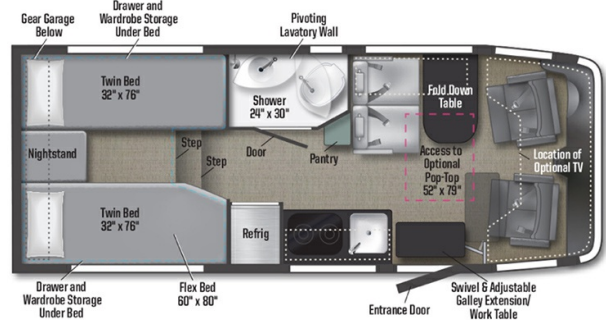 Gear Garage
Below
Drawer and
Wardrobe Storage
Under Bed
Pivoting
Lavatory Wall
Twin Bed
32" x 76"
Shower
24" x 30"
Fold Down
Table
Nightstand
Step
Step
Door
Pantry
Access to
Optional
Pop-Top
52" x 79"
Location of
Optional TV
Twin Bed
32" x 76"
Refrig
Drawer and
Wardrobe Storage
Under Bed
Flex Bed
60" x 80"
Entrance Door
Swivel & Adjustable
Galley Extension/
Work Table